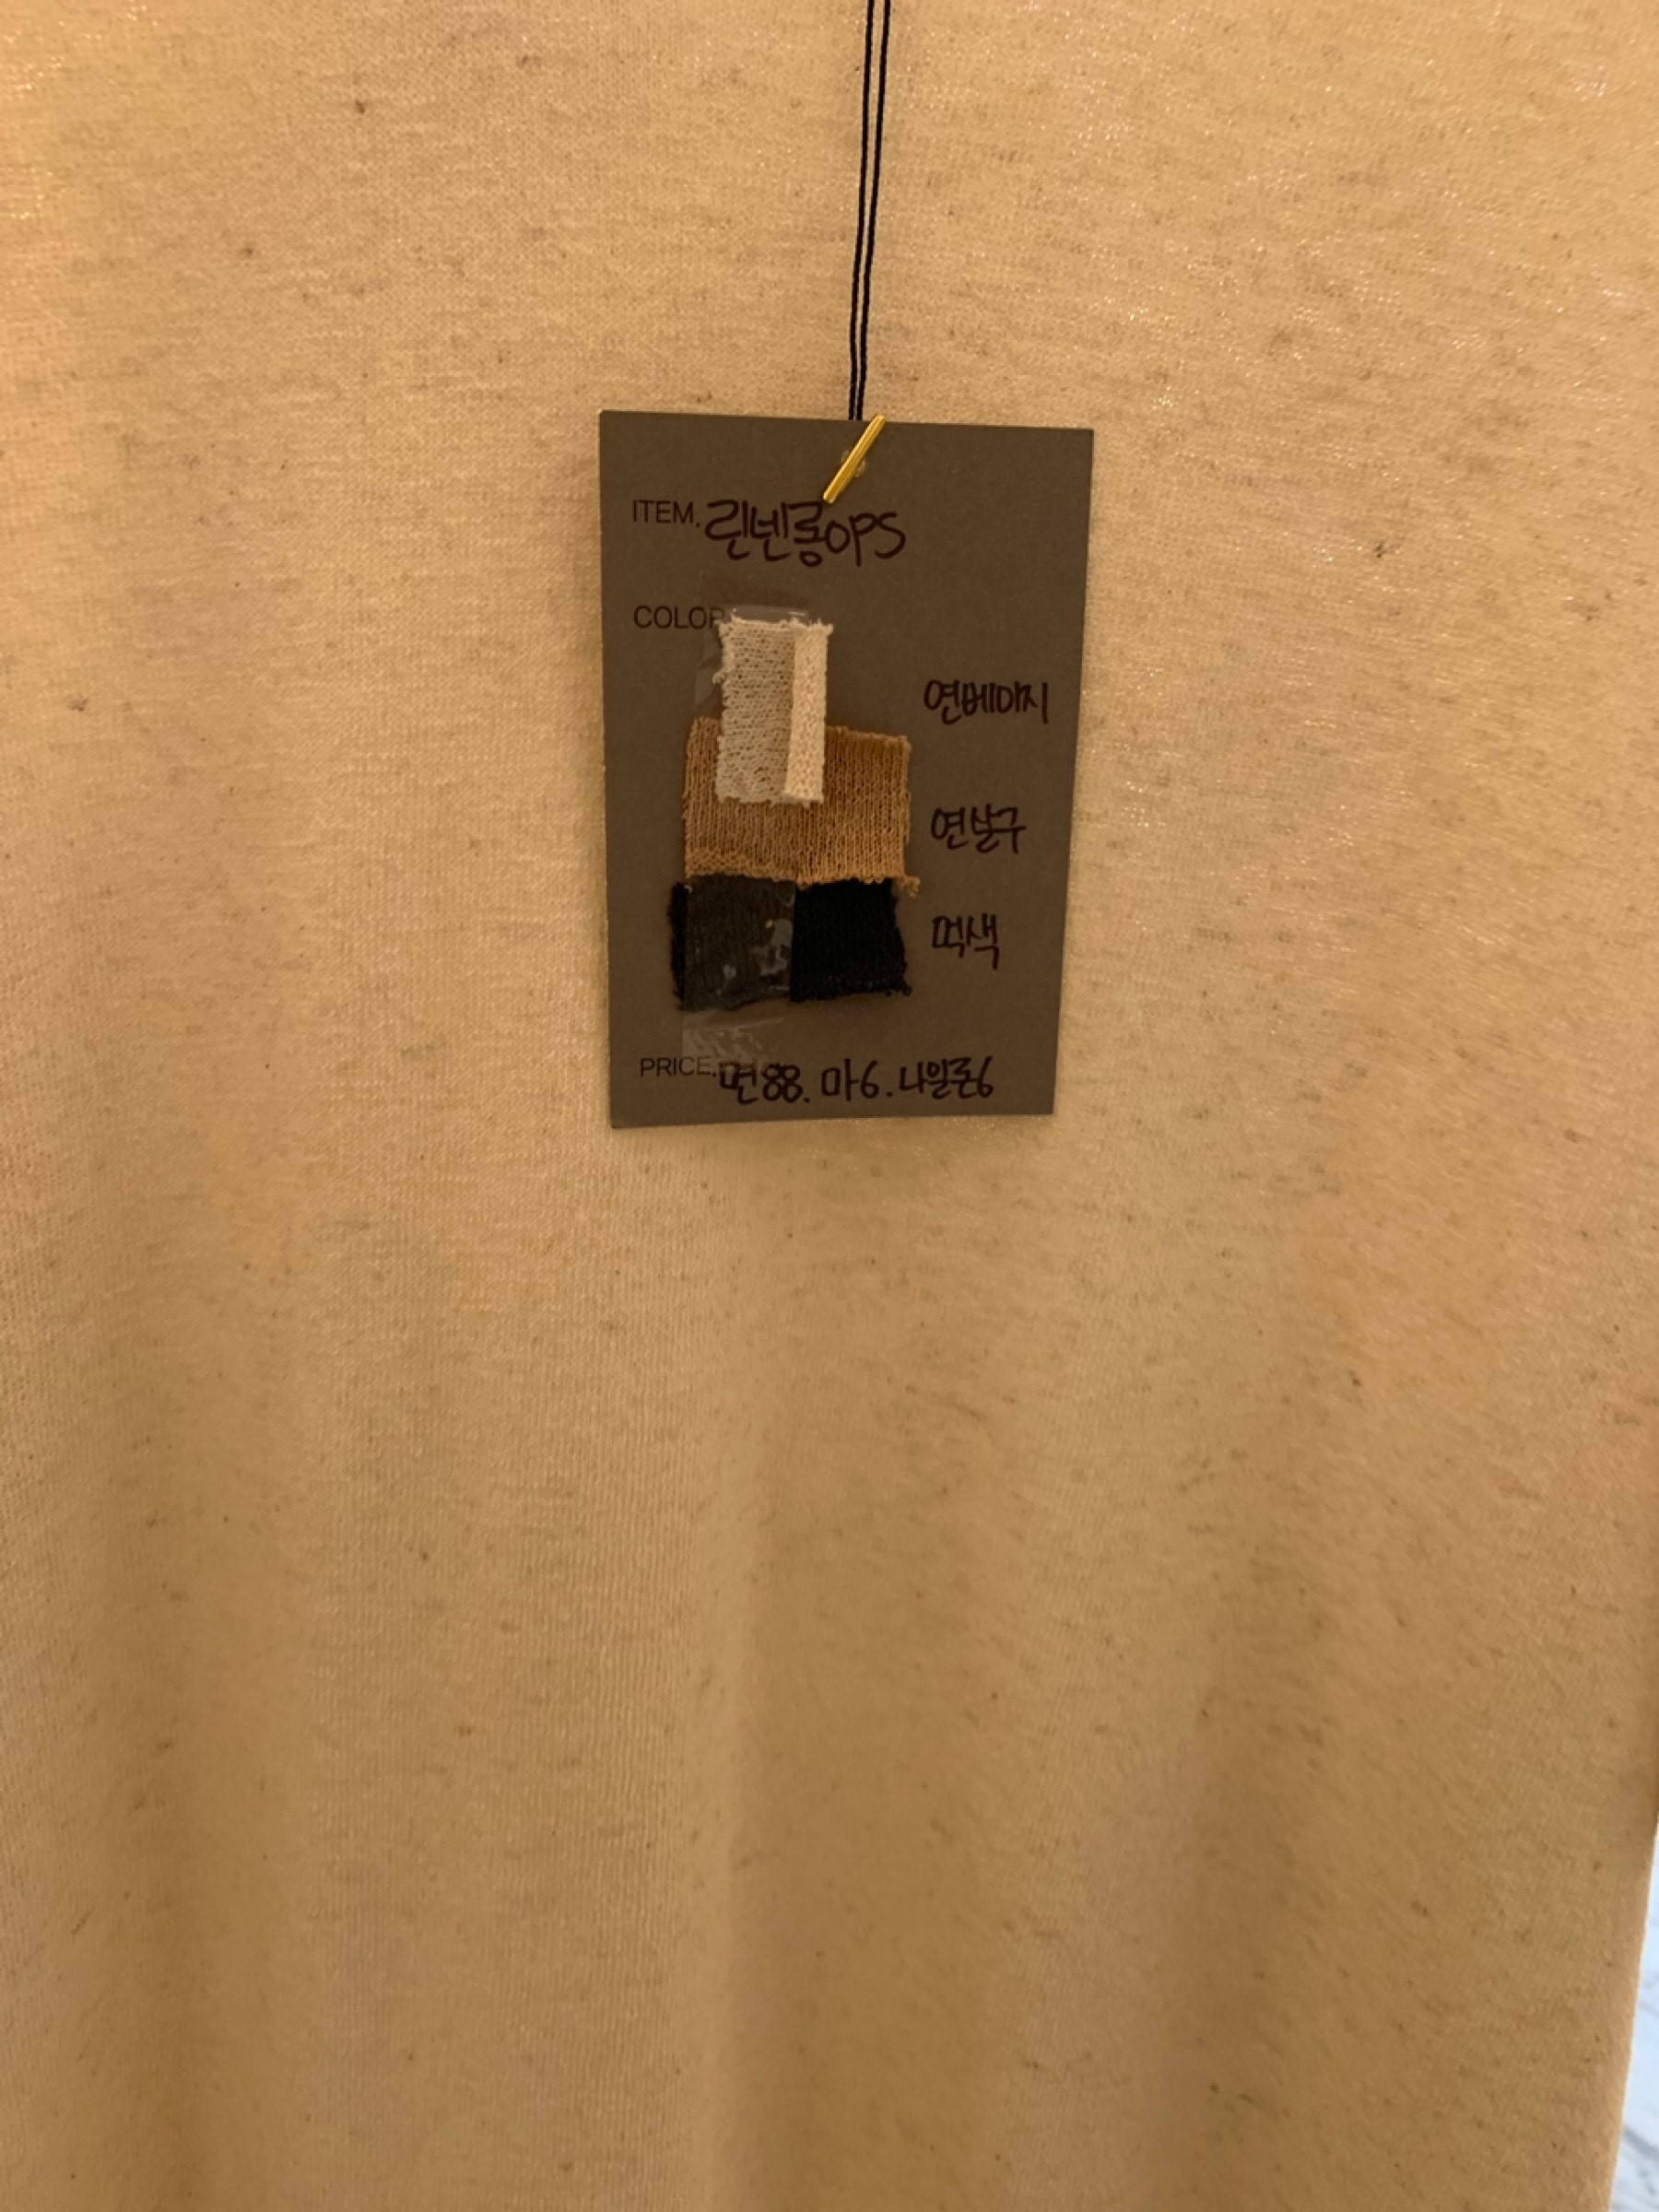 ITEM. 린넨롱OPS
COLOR
연베이지
연살구
먹색
PRICE. 면88. 마6. 나일론6